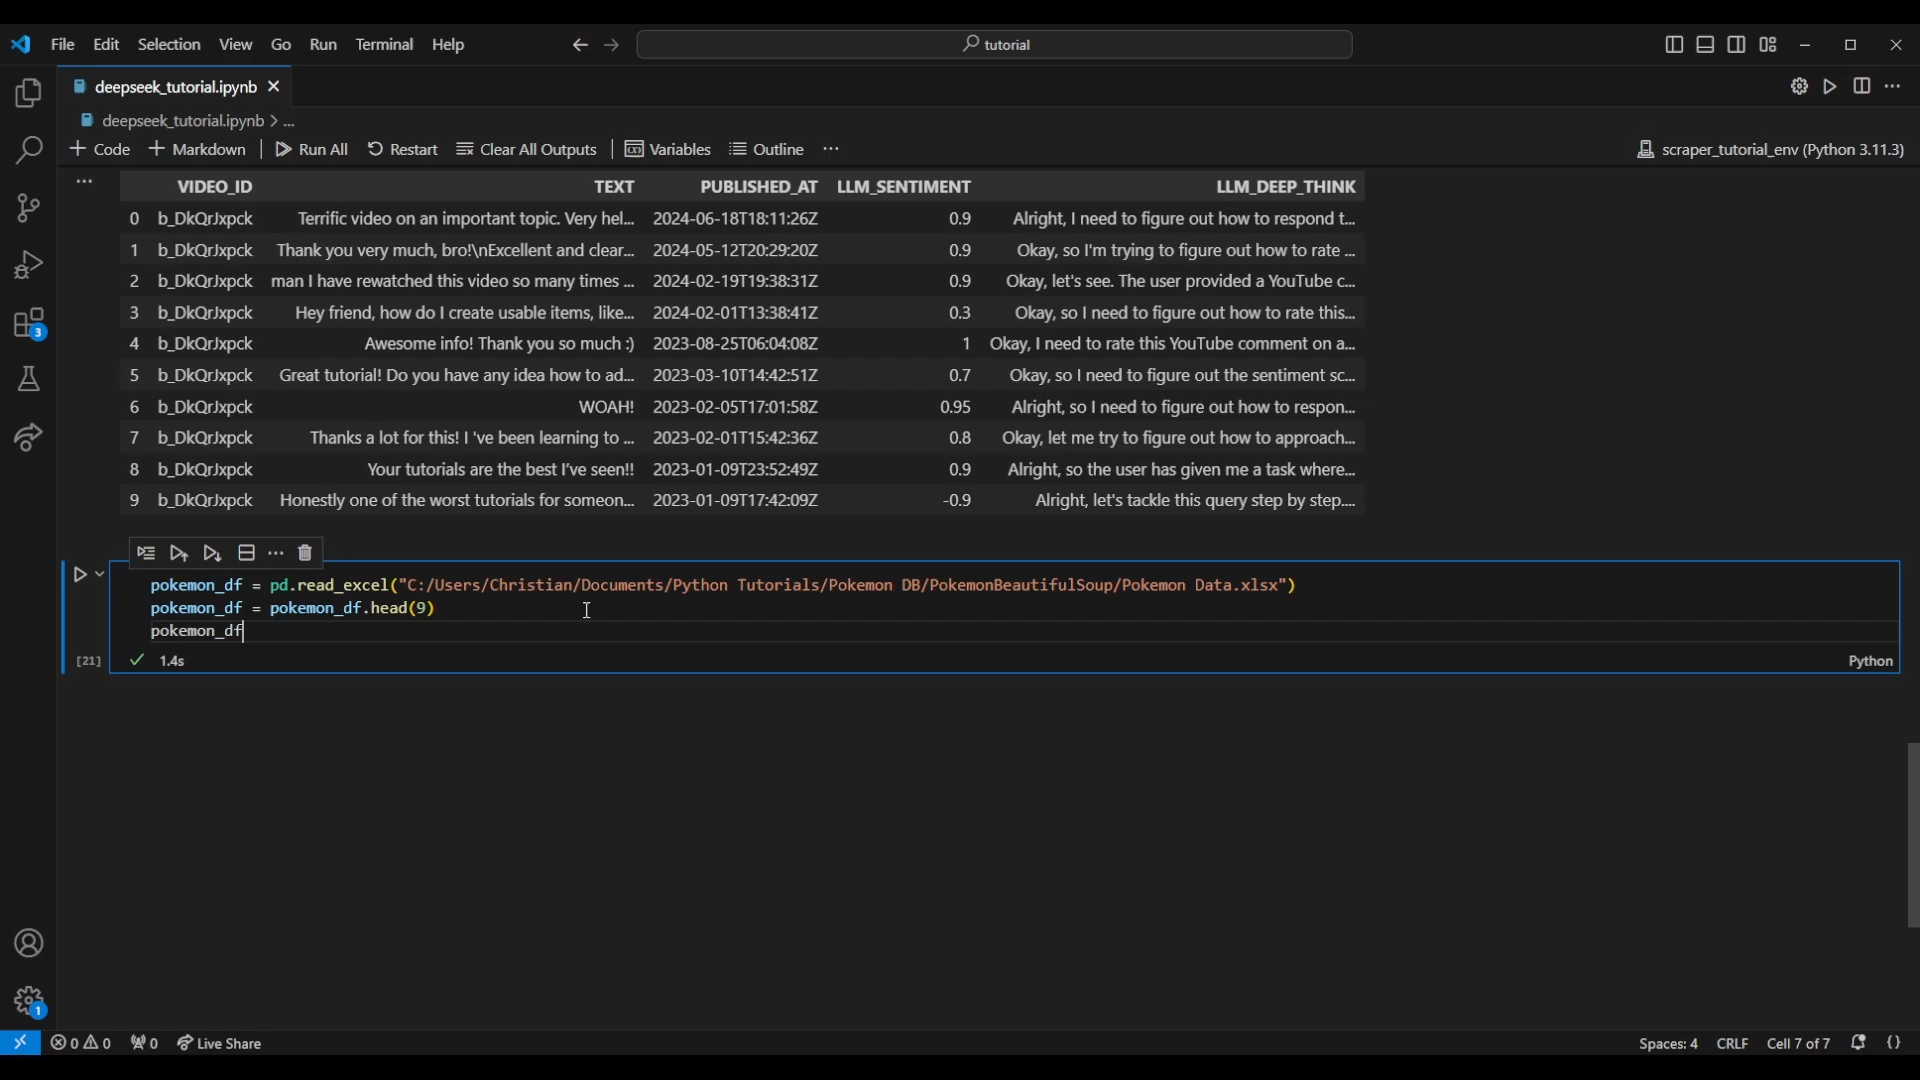 File Edit Selection View Go Run Terminal Help tutorial
deepseek_tutorial.ipynb
deepseek_tutorial.ipynb > ...
+ Code + Markdown Run All Restart Clear All Outputs Variables Outline ... scraper_tutorial_env (Python 3.11.3)
... VIDEO_ID TEXT PUBLISHED_AT LLM_SENTIMENT LLM_DEEP_THINK
0 b_DkQrJxpck Terrific video on an important topic. Very hel... 2024-06-18T18:11:26Z 0.9 Alright, I need to figure out how to respond t...
1 b_DkQrJxpck Thank you very much, bro!\nExcellent and clear... 2024-05-12T20:29:20Z 0.9 Okay, so I'm trying to figure out how to rate ...
2 b_DkQrJxpck man I have rewatched this video so many times ... 2024-02-19T19:38:31Z 0.9 Okay, let's see. The user provided a YouTube c...
3 b_DkQrJxpck Hey friend, how do I create usable items, like... 2024-02-01T13:38:41Z 0.3 Okay, so I need to figure out how to rate this...
4 b_DkQrJxpck Awesome info! Thank you so much :) 2023-08-25T06:04:08Z 1 Okay, I need to rate this YouTube comment on a...
5 b_DkQrJxpck Great tutorial! Do you have any idea how to ad... 2023-03-10T14:42:51Z 0.7 Okay, so I need to figure out the sentiment sc...
6 b_DkQrJxpck WOAH! 2023-02-05T17:01:58Z 0.95 Alright, so I need to figure out how to respon...
7 b_DkQrJxpck Thanks a lot for this! I 've been learning to ... 2023-02-01T15:42:36Z 0.8 Okay, let me try to figure out how to approach...
8 b_DkQrJxpck Your tutorials are the best I've seen!! 2023-01-09T23:52:49Z 0.9 Alright, so the user has given me a task where...
9 b_DkQrJxpck Honestly one of the worst tutorials for someon... 2023-01-09T17:42:09Z -0.9 Alright, let's tackle this query step by step....
pokemon_df = pd.read_excel("C:/Users/Christian/Documents/Python Tutorials/Pokemon DB/PokemonBeautifulSoup/Pokemon Data.xlsx")
pokemon_df = pokemon_df.head(9)
pokemon_df
[21] 1.4s Python
3
1
0 0 0 Live Share Spaces: 4 CRLF Cell 7 of 7 {}